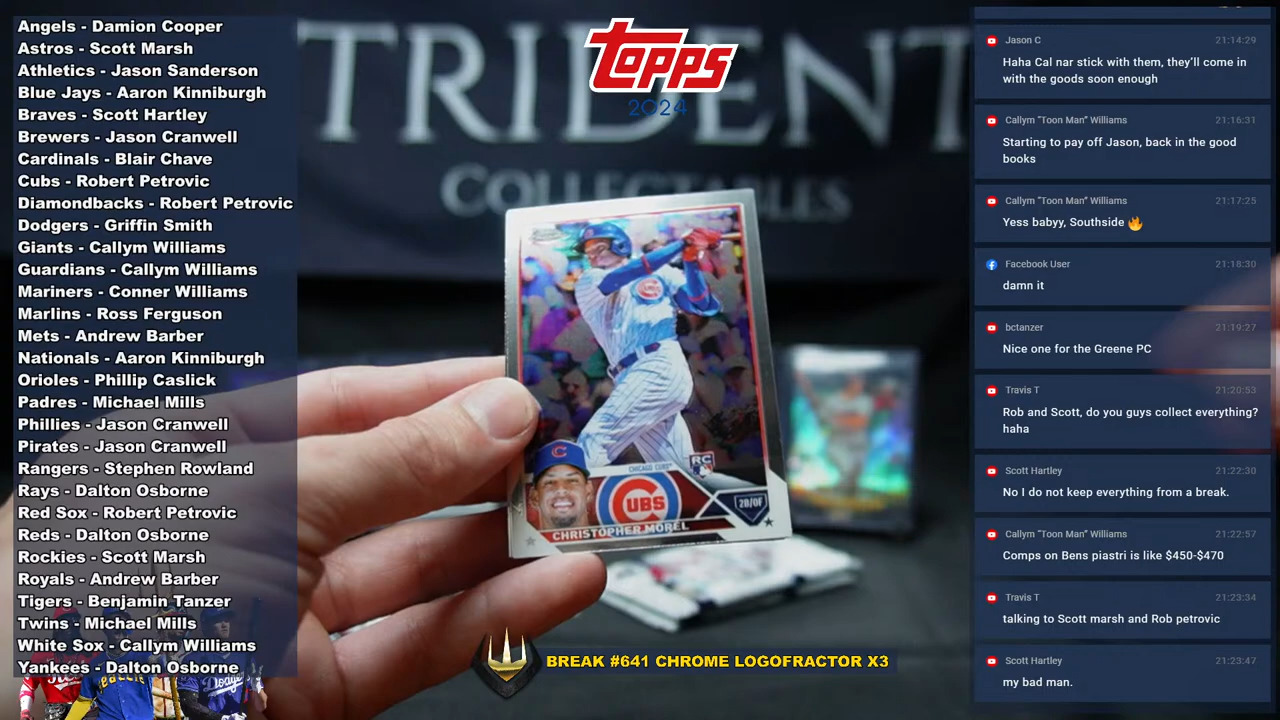 Angels - Damion Cooper
Astros - Scott Marsh
Athletics - Jason Sanderson
Blue Jays - Aaron Kinniburgh
Braves - Scott Hartley
Brewers - Jason Cranwell
Cardinals - Blair Chave
Cubs - Robert Petrovic
Diamondbacks - Robert Petrovic
Dodgers - Griffin Smith
Giants - Callym Williams
Guardians - Callym Williams
Mariners - Conner Williams
Marlins - Ross Ferguson
Mets - Andrew Barber
Nationals - Aaron Kinniburgh
Orioles - Phillip Caslick
Padres - Michael Mills
Phillies - Jason Cranwell
Pirates - Jason Cranwell
Rangers - Stephen Rowland
Rays - Dalton Osborne
Red Sox - Robert Petrovic
Reds - Dalton Osborne
Rockies - Scott Marsh
Royals - Andrew Barber
Tigers - Benjamin Tanzer
Twins - Michael Mills
White Sox - Callym Williams
Yankees - Dalton Osborne
TRIDENT
COLLECTABLES
topps
2024
CHICAGO CUBS
RC
CUBS
2B/OF
CHRISTOPHER MOREL
BREAK #641 CHROME LOGOFRACTOR X3
Jason C 21:14:29
Haha Cal nar stick with them, they'll come in
with the goods soon enough
Callym "Toon Man" Williams 21:16:31
Starting to pay off Jason, back in the good
books
Callym "Toon Man" Williams 21:17:25
Yess babyy, Southside 🔥
Facebook User 21:18:30
damn it
bctanzer 21:19:27
Nice one for the Greene PC
Travis T 21:20:53
Rob and Scott, do you guys collect everything?
haha
Scott Hartley 21:22:30
No I do not keep everything from a break.
Callym "Toon Man" Williams 21:22:57
Comps on Bens piastri is like $450-$470
Travis T 21:23:34
talking to Scott marsh and Rob petrovic
Scott Hartley 21:23:47
my bad man.